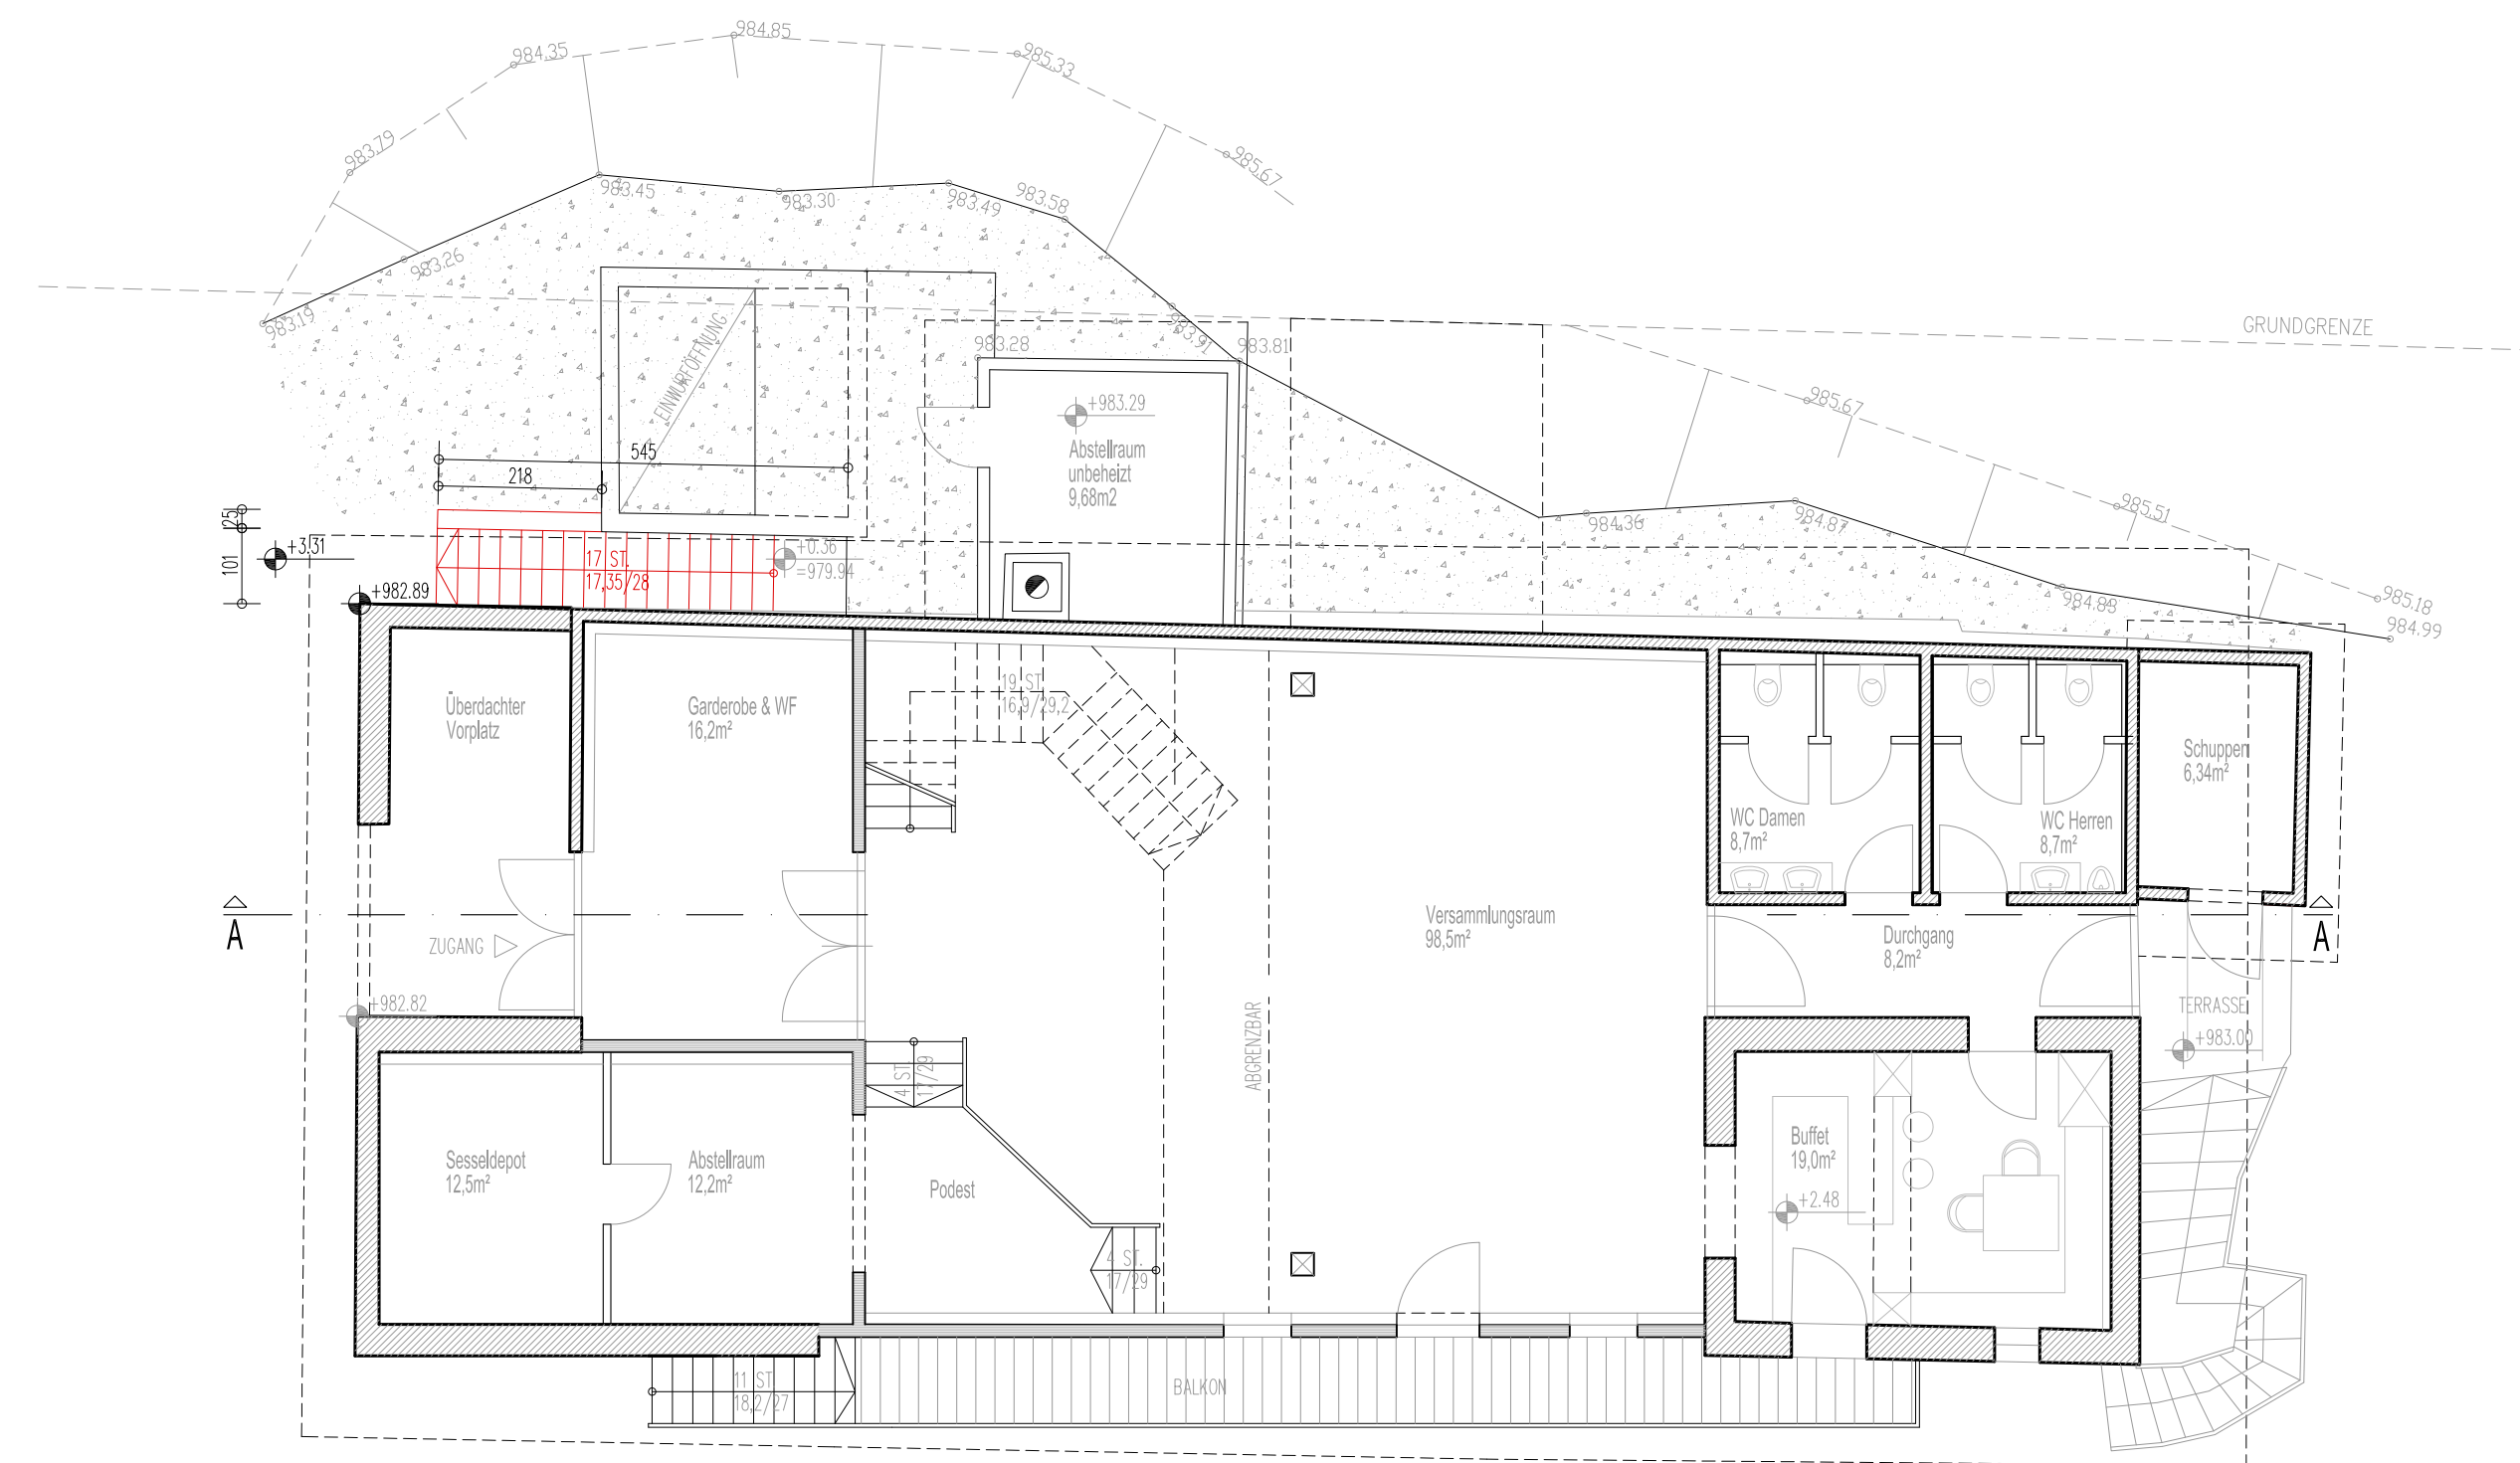 984.85
984.35
985.33
983.79
985.67
983.45
983.30
983.49
983.58
983.26
983.19
983.91
GRUNDGRENZE
983.28
983.81
EINWURFÖFFNUNG
+983.29
Abstellraum
unbeheizt
9,68m2
985.67
545
218
25
101
+3.31
17 ST.
17,35/28
+0.36
=979.94
984.36
984.87
985.51
+982.89
984.83
985.18
984.99
Überdachter
Vorplatz
Garderobe & WF
16,2m²
19 ST.
16,9/29,2
Schuppen
6,34m²
WC Damen
8,7m²
WC Herren
8,7m²
A
ZUGANG
Versammlungsraum
98,5m²
Durchgang
8,2m²
A
+982.82
ABGRENZBAR
TERRASSE
+983.00
4 ST.
17/29
Sesseldepot
12,5m²
Abstellraum
12,2m²
Podest
Buffet
19,0m²
+2.48
4 ST.
17/29
11 ST
18,2/27
BALKON